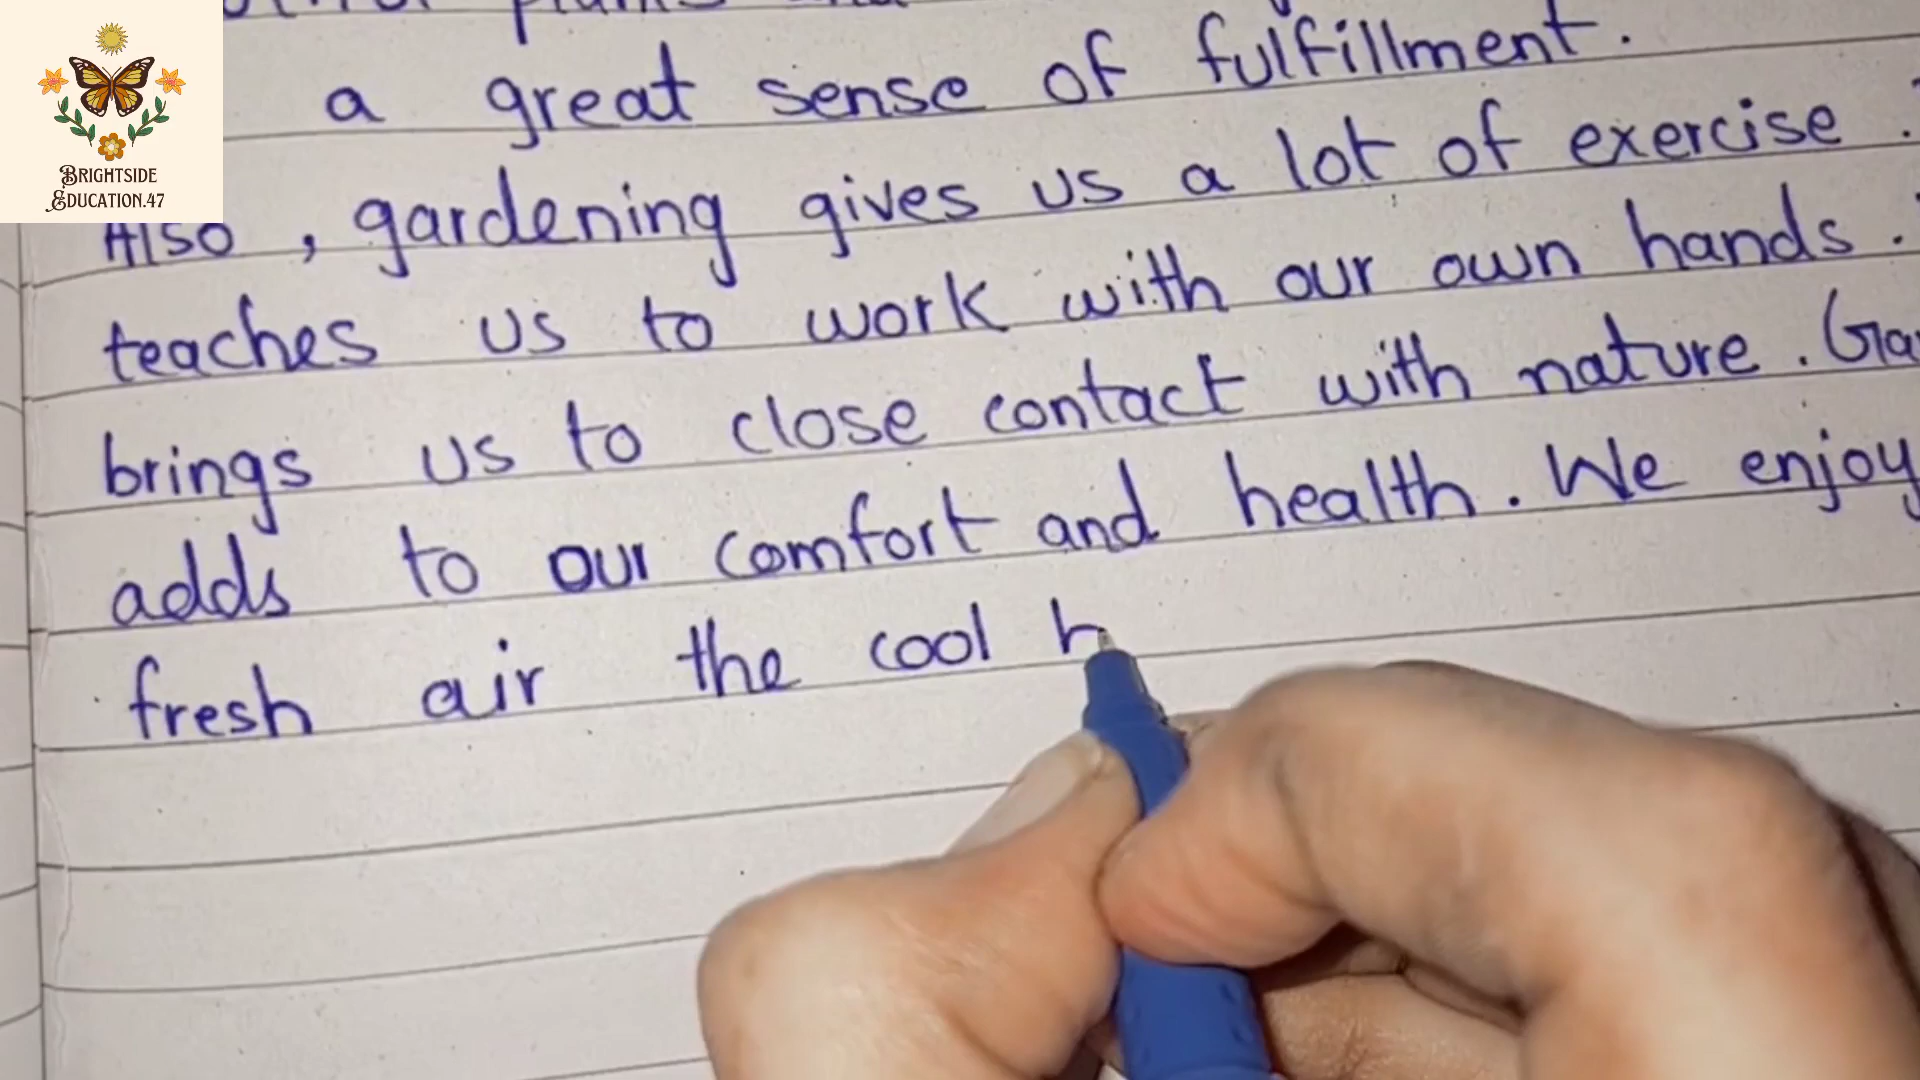 BRIGHTSIDE
EDUCATION.47
a great sense of fulfillment.
Also, gardening gives us a lot of exercise.
teaches us to work with our own hands.
brings us to close contact with nature.
adds to our comfort and health. We enjoy
fresh air the cool